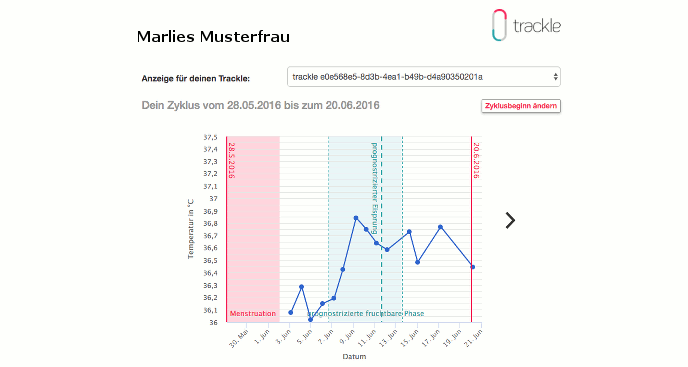 trackle
Marlies Musterfrau
Anzeige für deinen Trackle:
trackle e0e568e5-8d3b-4ea1-b49b-d4a90350201a
Dein Zyklus vom 28.05.2016 bis zum 20.06.2016
Zyklusbeginn ändern
Temperatur in °C
37,5
37,4
37,3
37,2
37,1
37
36,9
36,8
36,7
36,6
36,5
36,4
36,3
36,2
36,1
36
28.5.2016
prognostrizierner Eisprung
20.6.2016
Menstruation
prognostrizierte fruchtbare Phase
30. Mai
1. Jun
3. Jun
5. Jun
7. Jun
9. Jun
11. Jun
13. Jun
15. Jun
17. Jun
19. Jun
21. Jun
Datum